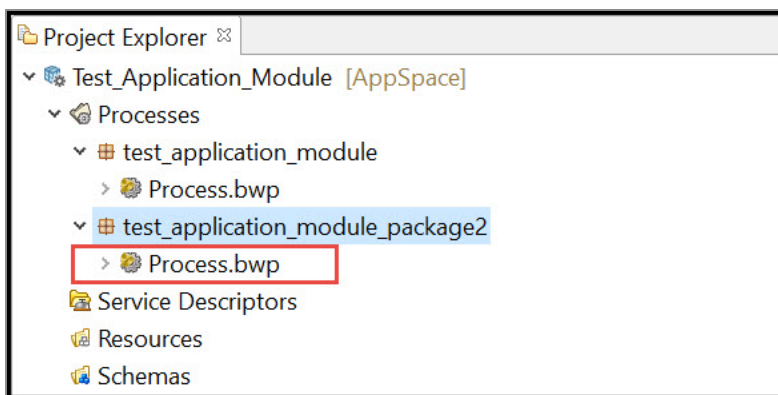 Project Explorer
Test_Application_Module [AppSpace]
Processes
test_application_module
Process.bwp
test_application_module_package2
Process.bwp
Service Descriptors
Resources
Schemas